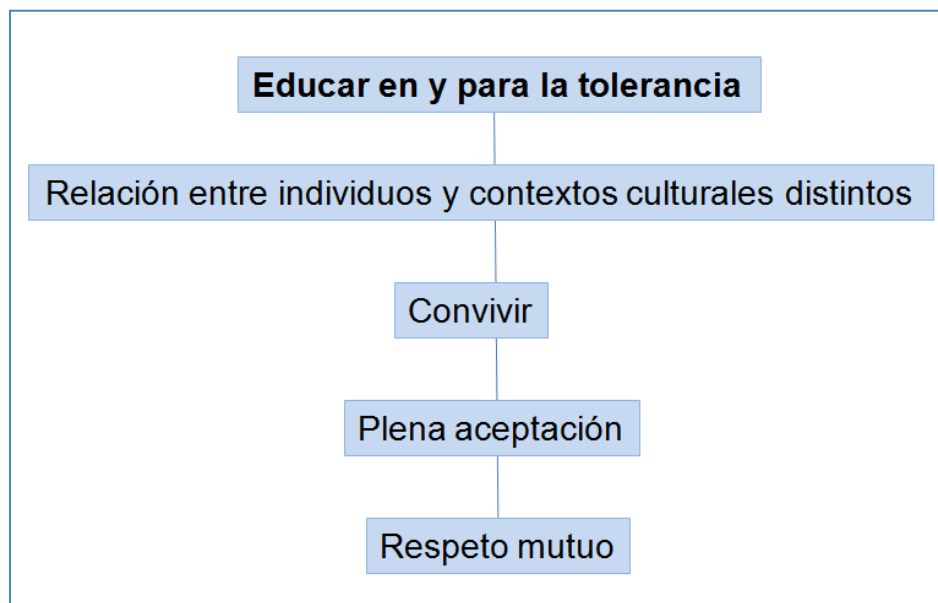 Educar en y para la tolerancia
Relación entre individuos y contextos culturales distintos
Convivir
Plena aceptación
Respeto mutuo